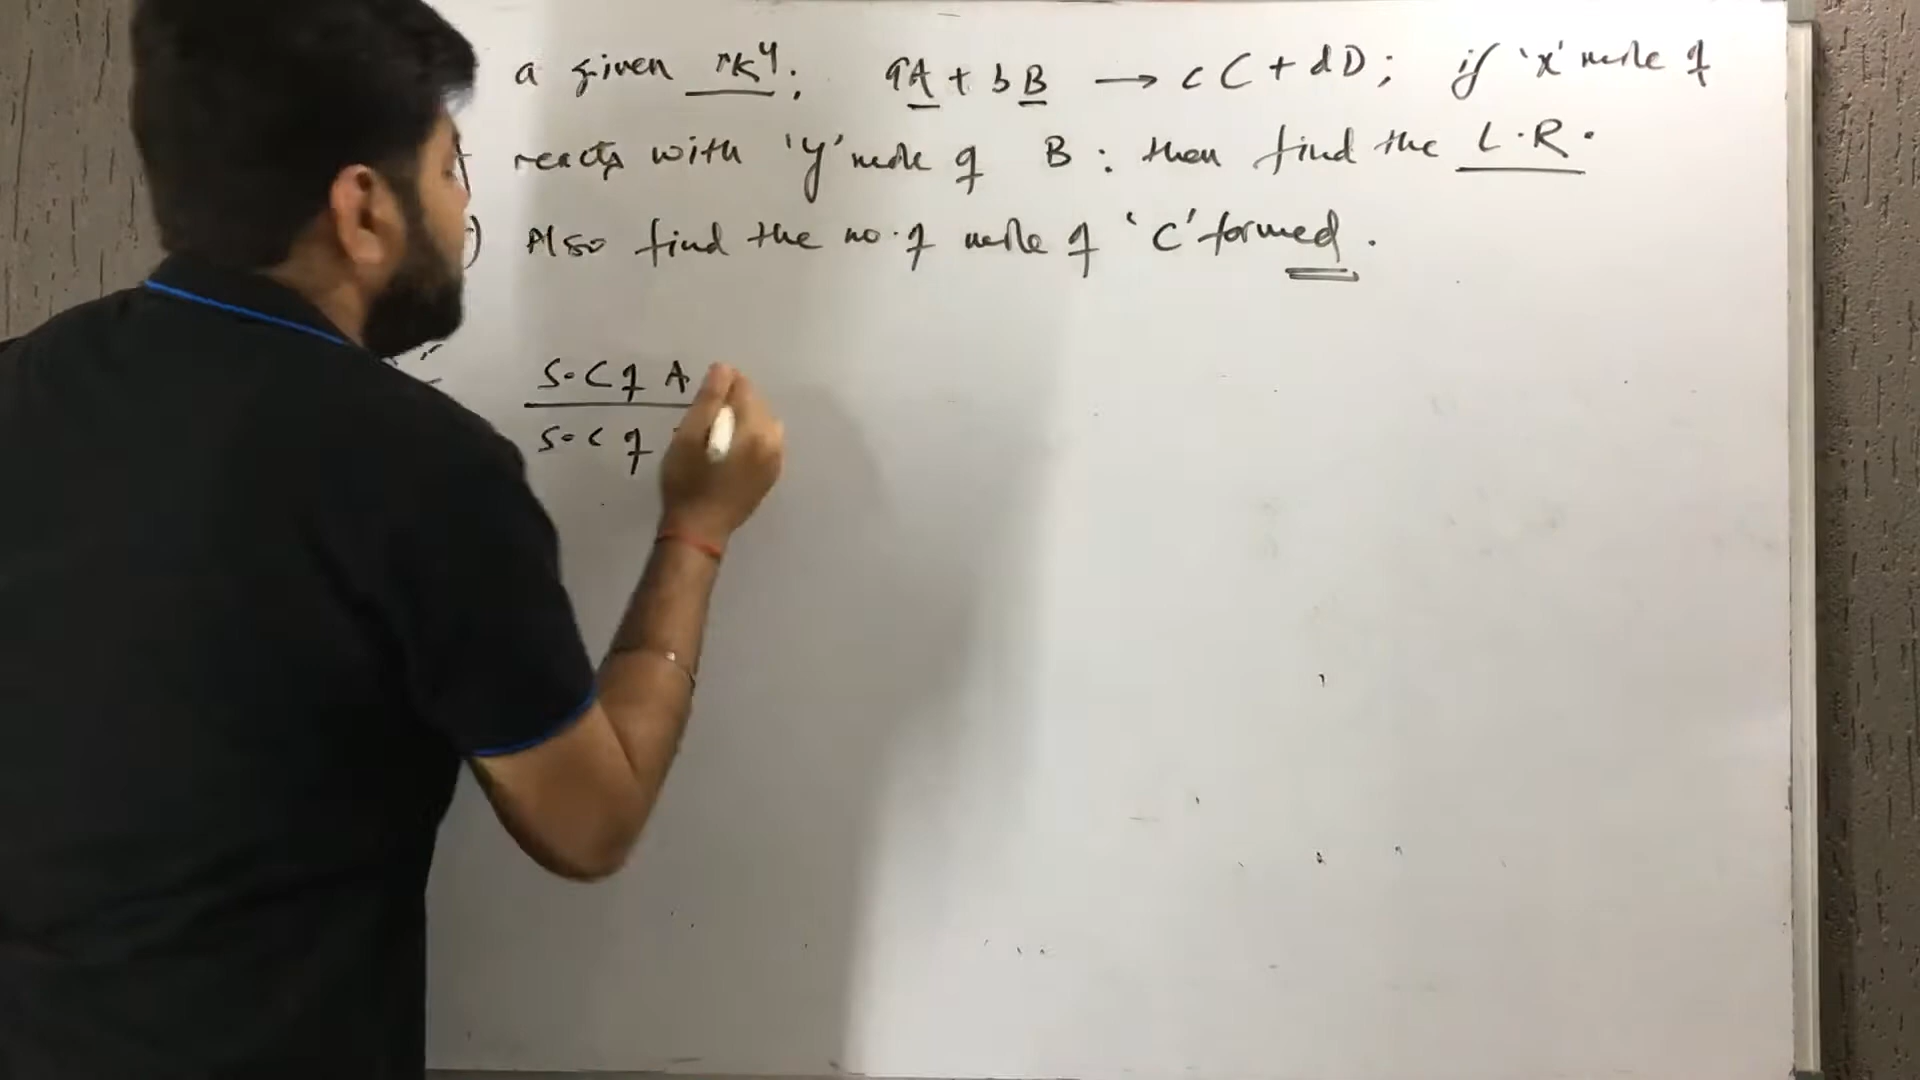 a given rxⁿ; aA + bB → cC + dD; if 'x' mole of
reacts with 'y' mole of B: then find the L.R.
) Also find the no. of mole of 'C' formed.
S.C of A
S.C of